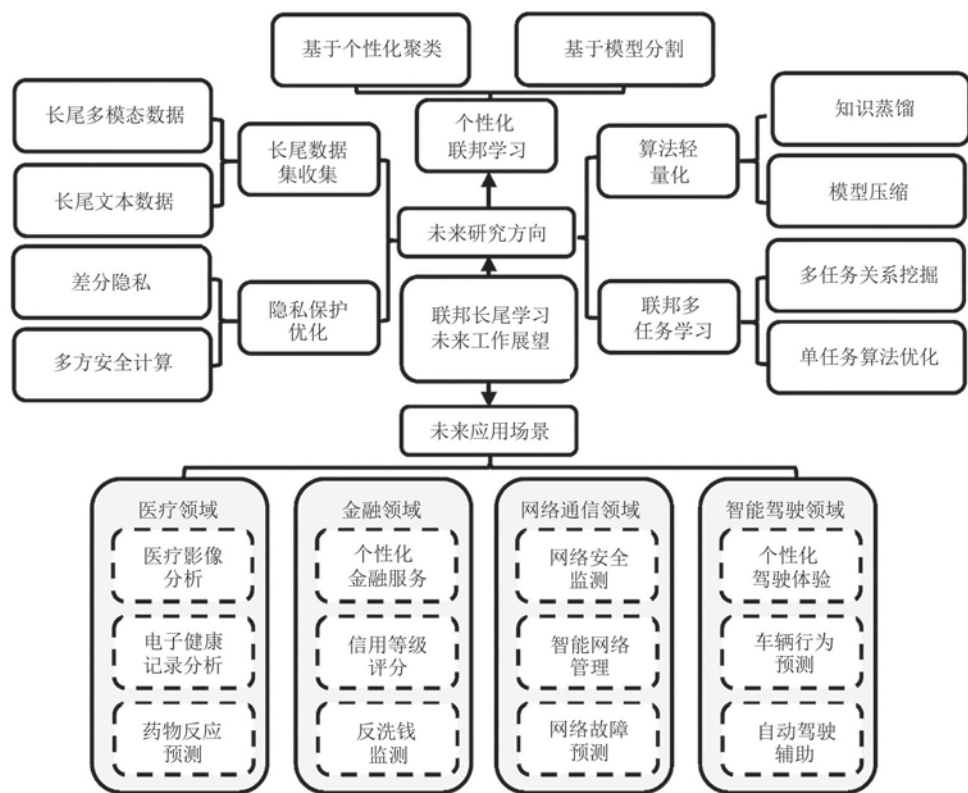 基于个性化聚类
基于模型分割
长尾多模态数据
长尾文本数据
长尾数据
集收集
个性化
联邦学习
算法轻
量化
知识蒸馏
模型压缩
未来研究方向
差分隐私
多方安全计算
隐私保护
优化
联邦长尾学习
未来工作展望
联邦多
任务学习
多任务关系挖掘
单任务算法优化
未来应用场景
医疗领域
医疗影像
分析
电子健康
记录分析
药物反应
预测
金融领域
个性化
金融服务
信用等级
评分
反洗钱
监测
网络通信领域
网络安全
监测
智能网络
管理
网络故障
预测
智能驾驶领域
个性化
驾驶体验
车辆行为
预测
自动驾驶
辅助